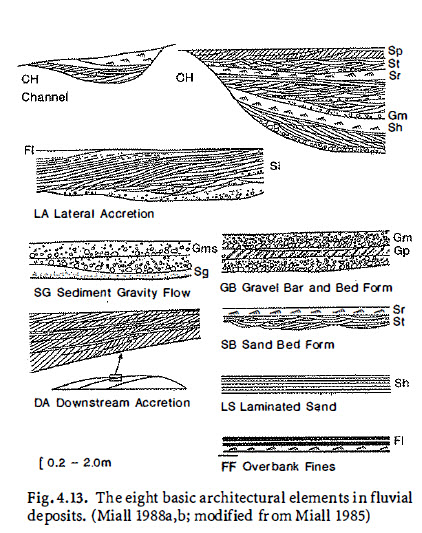 Sp
St
Sr
CH
Channel
CH
Gm
Sh
Fl
Sl
LA Lateral Accretion
Gms
Sg
SG Sediment Gravity Flow
Gm
Gp
GB Gravel Bar and Bed Form
Sr
St
SB Sand Bed Form
DA Downstream Accretion
Sh
LS Laminated Sand
Fl
FF Overbank Fines
[ 0.2 – 2.0m
Fig. 4.13. The eight basic architectural elements in fluvial
deposits. (Miall 1988a,b; modified from Miall 1985)